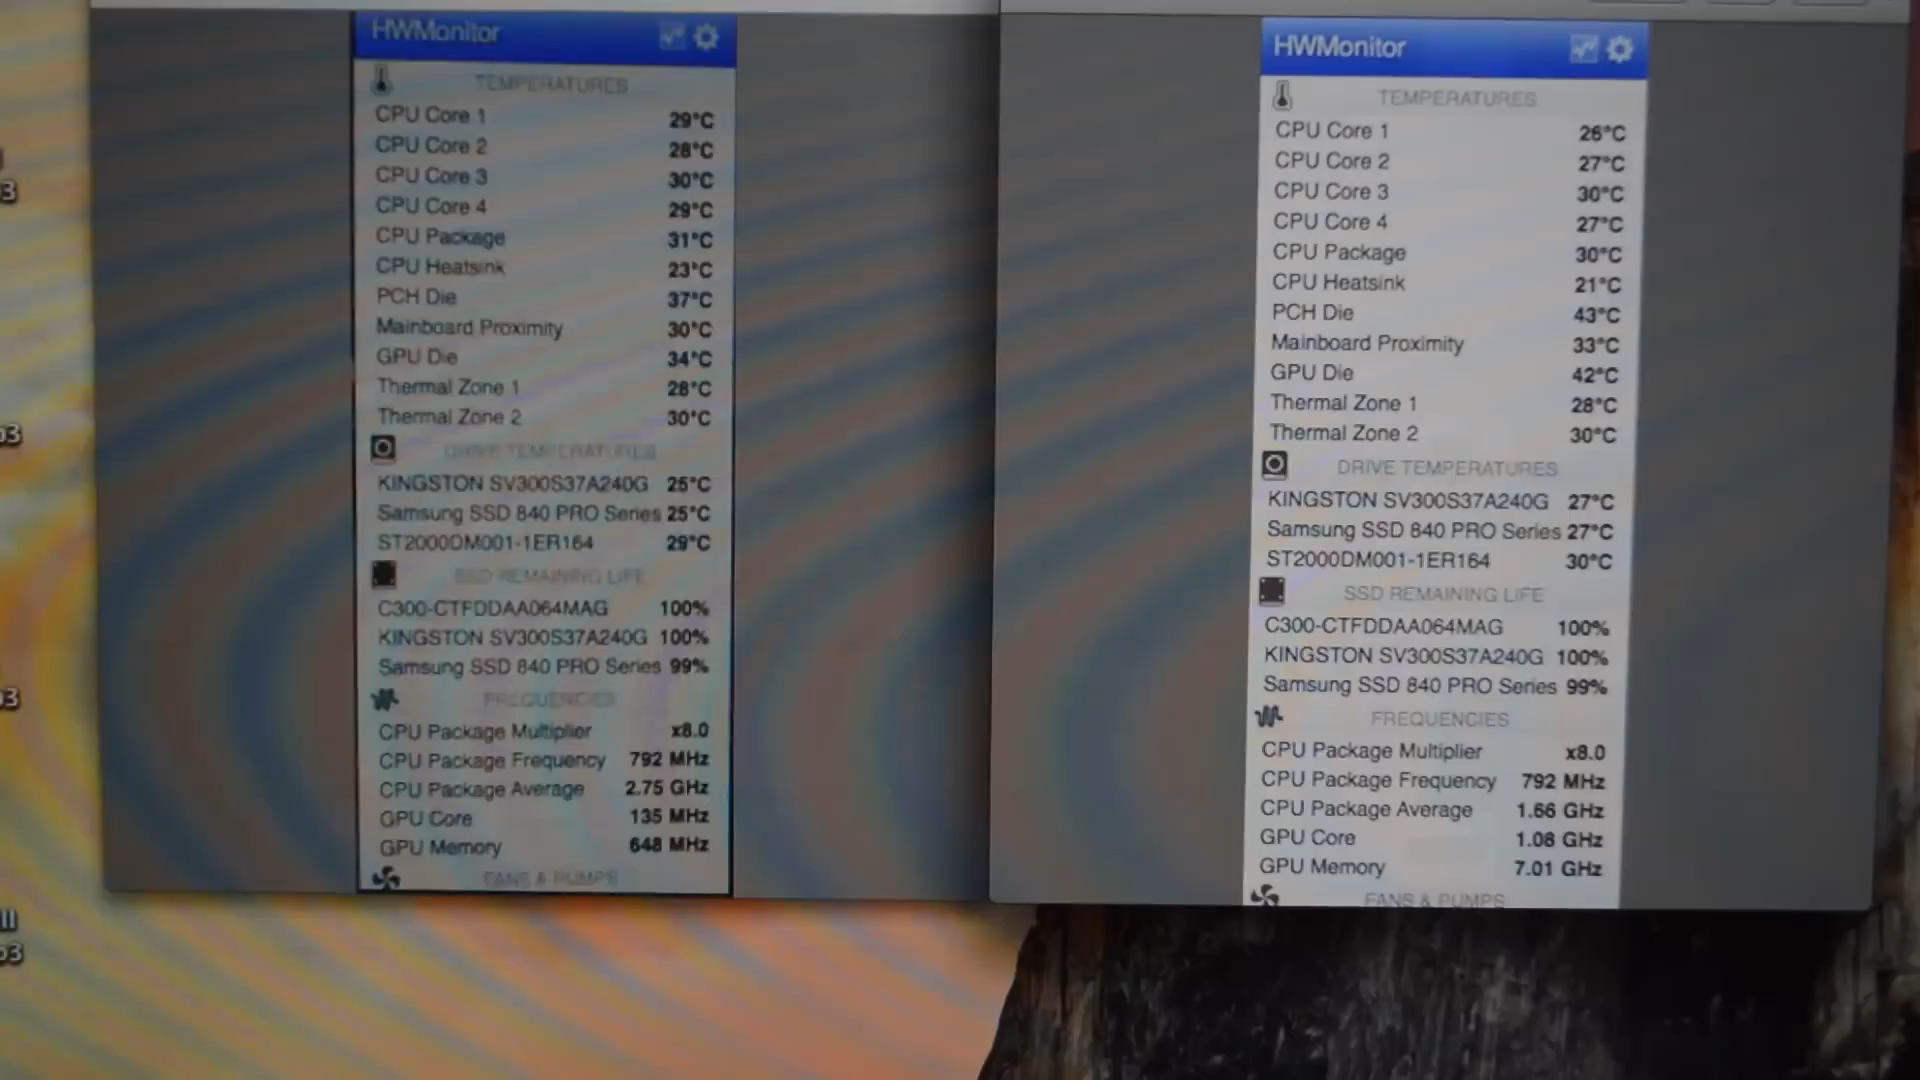 HWMonitor
TEMPERATURES
CPU Core 1 29°C
CPU Core 2 28°C
CPU Core 3 30°C
CPU Core 4 29°C
CPU Package 31°C
CPU Heatsink 23°C
PCH Die 37°C
Mainboard Proximity 30°C
GPU Die 34°C
Thermal Zone 1 28°C
Thermal Zone 2 30°C
DRIVE TEMPERATURES
KINGSTON SV300S37A240G 25°C
Samsung SSD 840 PRO Series 25°C
ST2000DM001-1ER164 29°C
SSD REMAINING LIFE
C300-CTFDDAA064MAG 100%
KINGSTON SV300S37A240G 100%
Samsung SSD 840 PRO Series 99%
FREQUENCIES
CPU Package Multiplier x8.0
CPU Package Frequency 792 MHz
CPU Package Average 2.75 GHz
GPU Core 135 MHz
GPU Memory 648 MHz
FANS & PUMPS
HWMonitor
TEMPERATURES
CPU Core 1 26°C
CPU Core 2 27°C
CPU Core 3 30°C
CPU Core 4 27°C
CPU Package 30°C
CPU Heatsink 21°C
PCH Die 43°C
Mainboard Proximity 33°C
GPU Die 42°C
Thermal Zone 1 28°C
Thermal Zone 2 30°C
DRIVE TEMPERATURES
KINGSTON SV300S37A240G 27°C
Samsung SSD 840 PRO Series 27°C
ST2000DM001-1ER164 30°C
SSD REMAINING LIFE
C300-CTFDDAA064MAG 100%
KINGSTON SV300S37A240G 100%
Samsung SSD 840 PRO Series 99%
FREQUENCIES
CPU Package Multiplier x8.0
CPU Package Frequency 792 MHz
CPU Package Average 1.66 GHz
GPU Core 1.08 GHz
GPU Memory 7.01 GHz
FANS & PUMPS